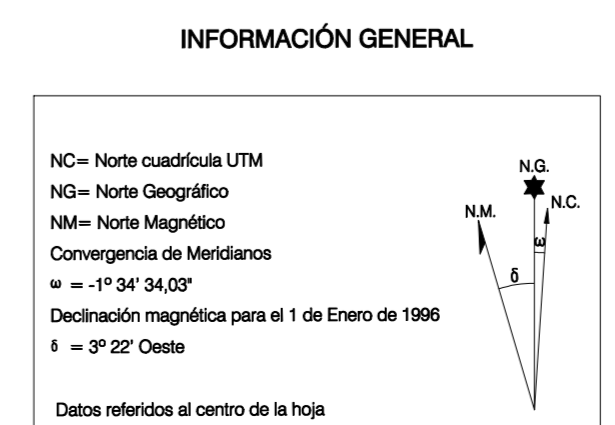 INFORMACIÓN GENERAL
NC= Norte cuadrícula UTM
NG= Norte Geográfico
NM= Norte Magnético
Convergencia de Meridianos
ω = -1º 34' 34,03"
Declinación magnética para el 1 de Enero de 1996
δ = 3º 22' Oeste
Datos referidos al centro de la hoja
N.G.
N.M.
N.C.
ω
δ